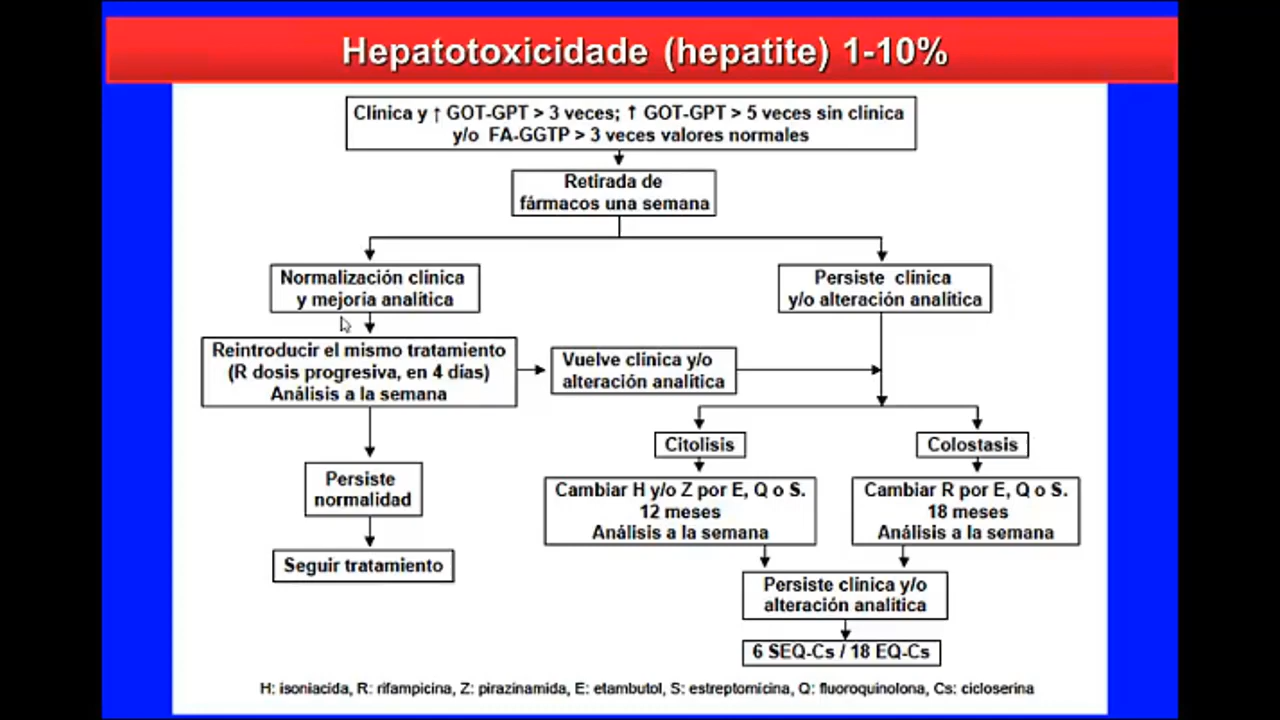 Hepatotoxicidade (hepatite) 1-10%
Clínica y ↑ GOT-GPT > 3 veces; ↑ GOT-GPT > 5 veces sin clínica
y/o FA-GGTP > 3 veces valores normales
Retirada de
fármacos una semana
Normalización clínica
y mejoría analítica
Persiste clínica
y/o alteración analítica
Reintroducir el mismo tratamiento
(R dosis progresiva, en 4 días)
Análisis a la semana
Vuelve clínica y/o
alteración analítica
Citolisis
Colostasis
Persiste
normalidad
Cambiar H y/o Z por E, Q o S.
12 meses
Análisis a la semana
Cambiar R por E, Q o S.
18 meses
Análisis a la semana
Seguir tratamiento
Persiste clínica y/o
alteración analítica
6 SEQ-Cs / 18 EQ-Cs
H: isoniacida, R: rifampicina, Z: pirazinamida, E: etambutol, S: estreptomicina, Q: fluoroquinolona, Cs: cicloserina